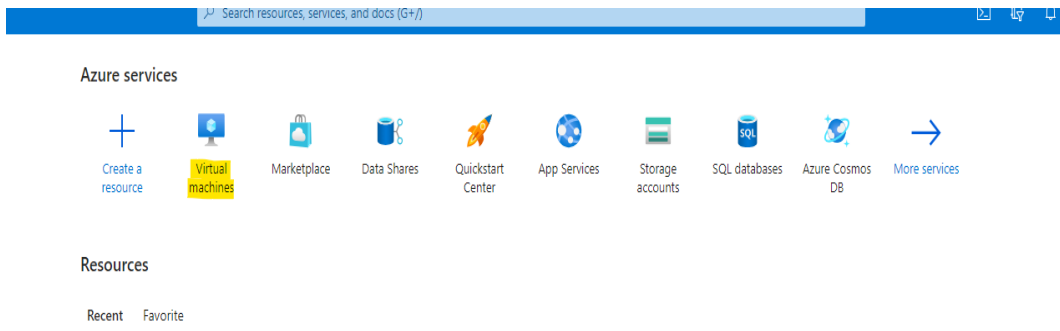 Search resources, services, and docs (G+/)
Azure services
Create a resource
Virtual machines
Marketplace
Data Shares
Quickstart Center
App Services
Storage accounts
SQL
SQL databases
Azure Cosmos DB
More services
Resources
Recent Favorite